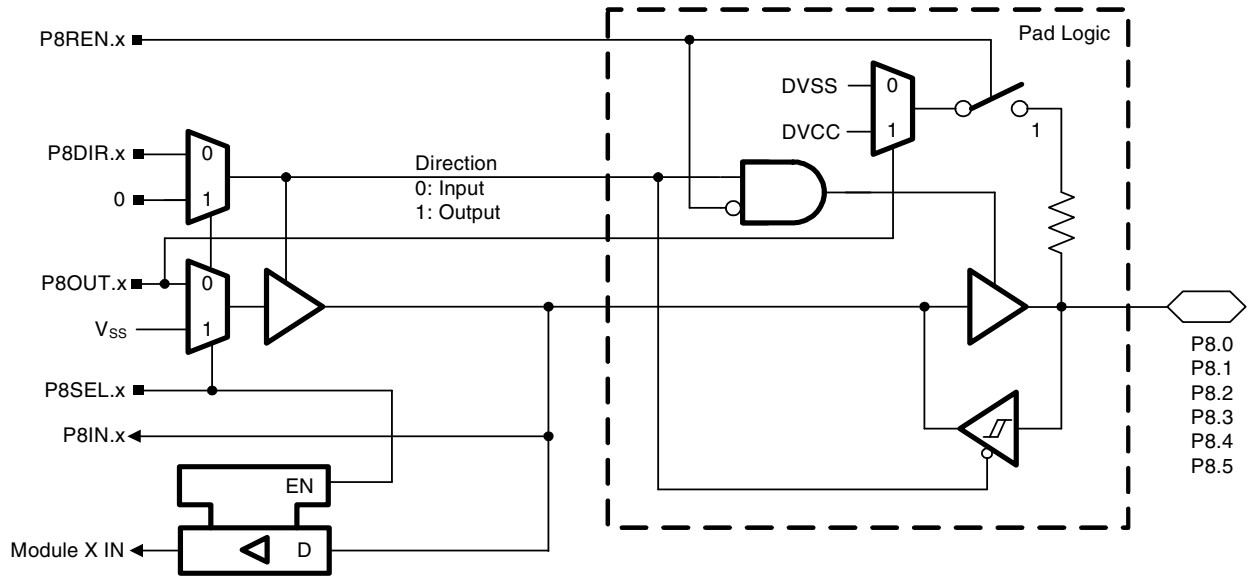 P8REN.x
Pad Logic
DVSS
0
DVCC
1
1
P8DIR.x
0
0
1
Direction
0: Input
1: Output
P8OUT.x
0
VSS
1
P8SEL.x
P8IN.x
EN
Module X IN
D
P8.0
P8.1
P8.2
P8.3
P8.4
P8.5